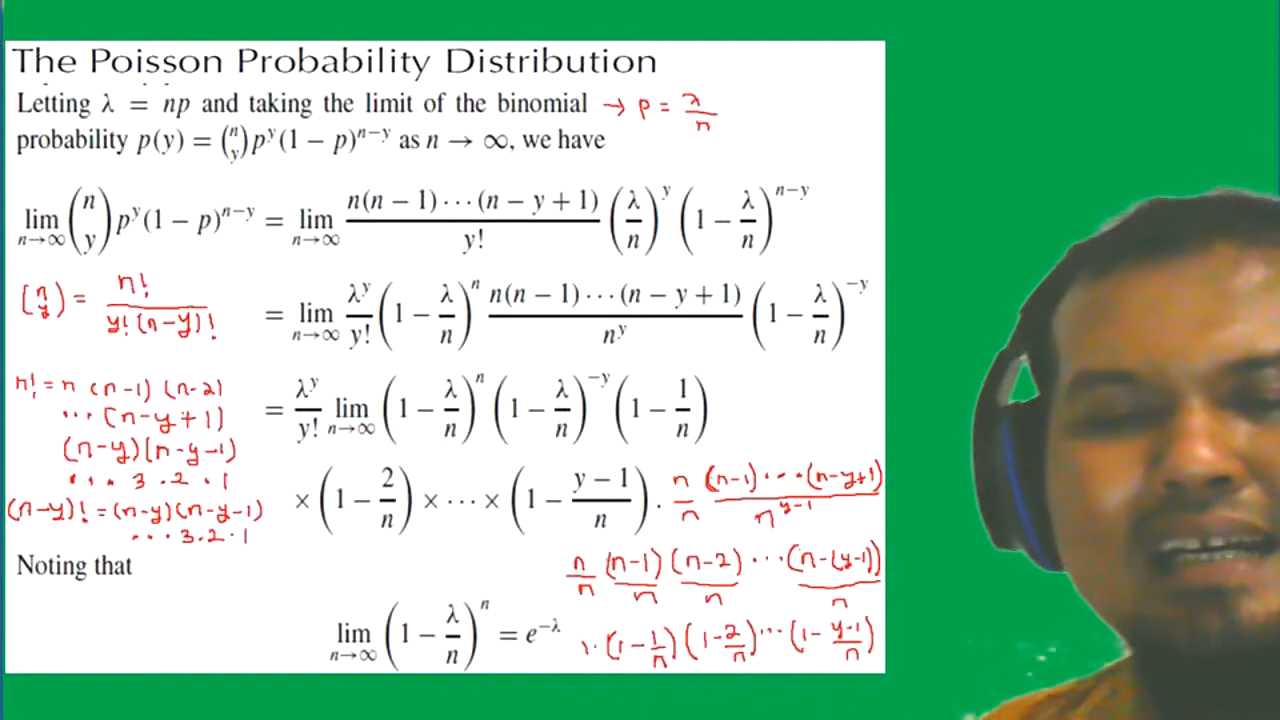 The Poisson Probability Distribution
Letting λ = np and taking the limit of the binomial → p = λ/n
probability p(y) = (n y) p^y (1 − p)^{n−y} as n → ∞, we have
lim_{n→∞} (n y) p^y (1 − p)^{n−y} = lim_{n→∞} n(n − 1) ⋯ (n − y + 1) / y! (λ/n)^y (1 − λ/n)^{n−y}
(n y) = n! / y! (n−y)!
= lim_{n→∞} λ^y / y! (1 − λ/n)^n n(n − 1) ⋯ (n − y + 1) / n^y (1 − λ/n)^{−y}
n! = n (n−1) (n−2)
⋯ (n−y+1)
(n−y)(n−y−1)
⋯ 3 . 2 . 1
(n−y)! = (n−y)(n−y−1)
⋯ 3.2.1
= λ^y / y! lim_{n→∞} (1 − λ/n)^n (1 − λ/n)^{−y} (1 − 1/n)
× (1 − 2/n) × ⋯ × (1 − (y − 1)/n) . n/n (n−1) ⋯ (n−y+1) / n^{y−1}
n/n (n−1)/n (n−2)/n ⋯ (n−(y−1))/n
Noting that
lim_{n→∞} (1 − λ/n)^n = e^{−λ}
1. (1−1/n) (1−2/n) ⋯ (1− (y−1)/n)